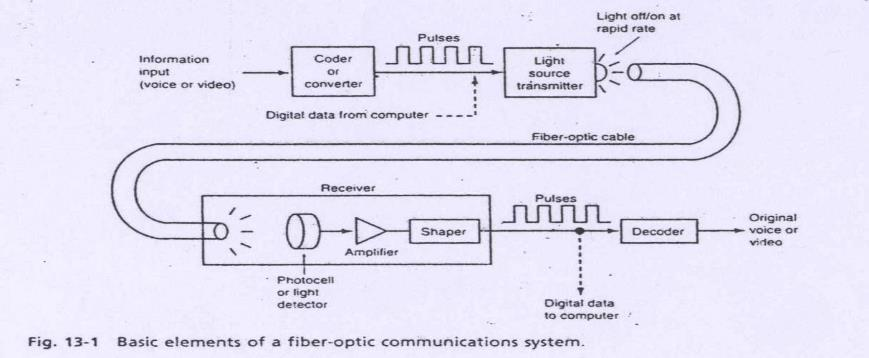 Light off/on at
rapid rate
Pulses
Information
input
(voice or video)
Coder
or
converter
Light
source
transmitter
Digital data from computer
Fiber-optic cable
Receiver
Pulses
Shaper
Amplifier
Decoder
Original
voice or
video
Photocell
or light
detector
Digital data
to computer
Fig. 13-1 Basic elements of a fiber-optic communications system.